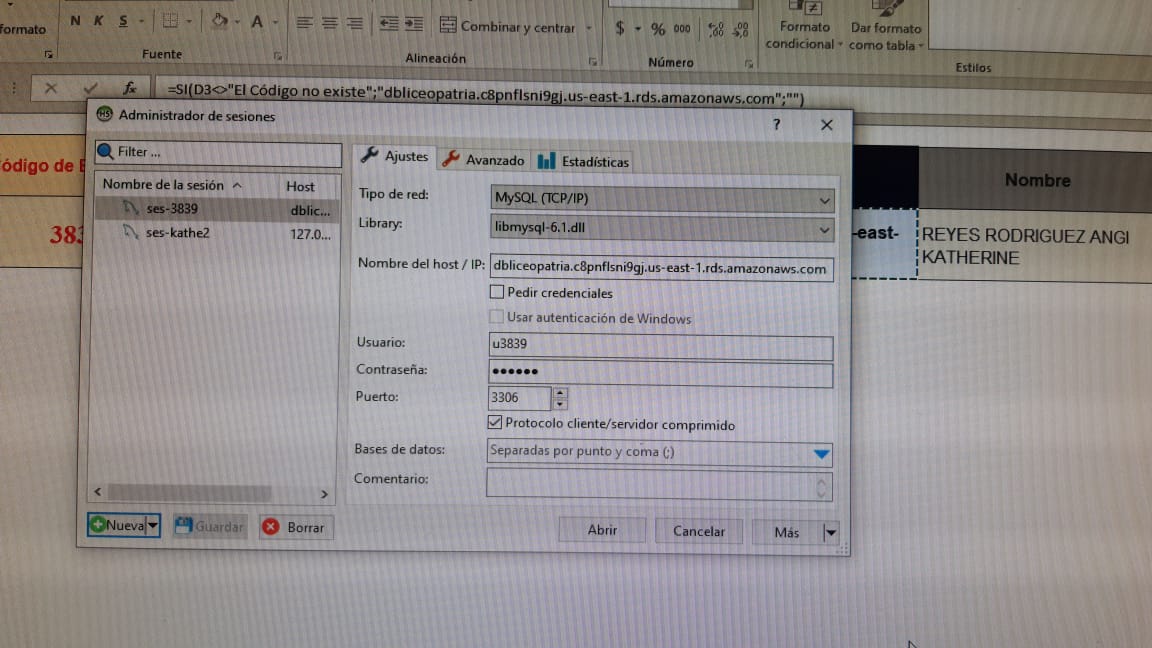 formato
N K S
A
Combinar y centrar
$ % 000
Formato
condicional
Dar formato
como tabla
Fuente
Alineación
Número
Estilos
fx
=SI(D3<>"El Código no existe";"dbliceopatria.c8pnflsni9gj.us-east-1.rds.amazonaws.com";"")
HS Administrador de sesiones
? ×
Filter ...
Nombre de la sesión Host
ses-3839 dblic...
ses-kathe2 127.0...
Ajustes Avanzado Estadísticas
Tipo de red: MySQL (TCP/IP)
Library: libmysql-6.1.dll
Nombre del host / IP: dbliceopatria.c8pnflsni9gj.us-east-1.rds.amazonaws.com
Pedir credenciales
Usar autenticación de Windows
Usuario: u3839
Contraseña: ●●●●●●
Puerto: 3306
Protocolo cliente/servidor comprimido
Bases de datos: Separadas por punto y coma (;)
Comentario:
Nueva Guardar Borrar
Abrir Cancelar Más
ódigo de
383
Nombre
-east-
REYES RODRIGUEZ ANGI
KATHERINE